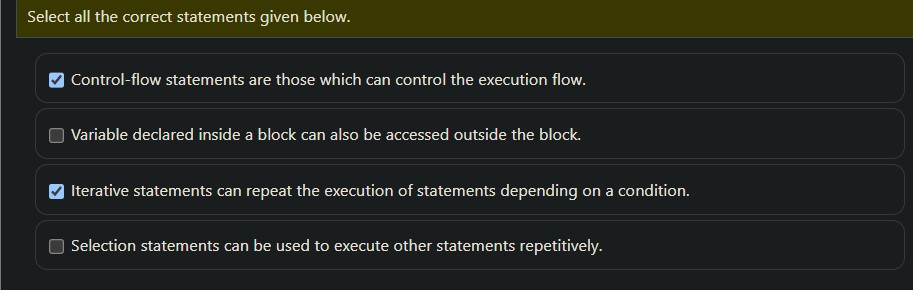 Select all the correct statements given below.
Control-flow statements are those which can control the execution flow.
Variable declared inside a block can also be accessed outside the block.
Iterative statements can repeat the execution of statements depending on a condition.
Selection statements can be used to execute other statements repetitively.